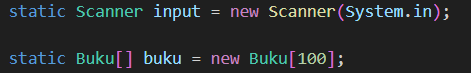 static Scanner input = new Scanner(System.in);
static Buku[] buku = new Buku[100];